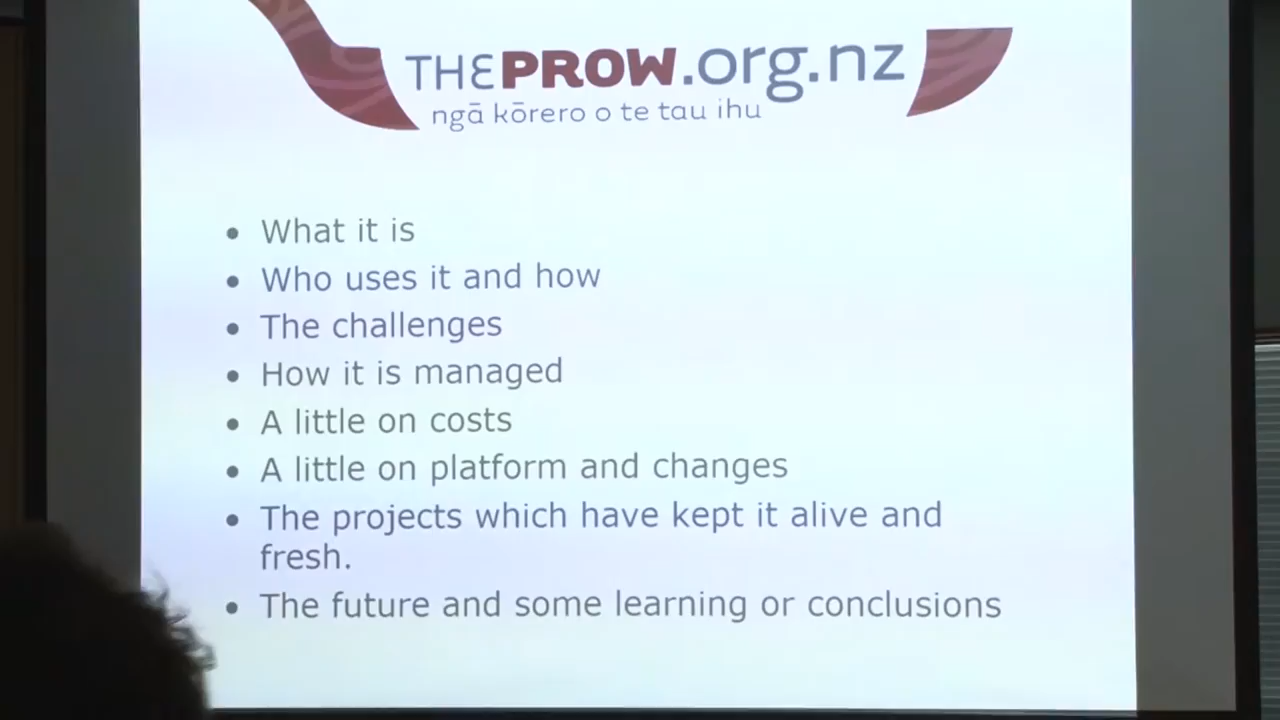 THEPROW.org.nz
ngā kōrero o te tau ihu
• What it is
• Who uses it and how
• The challenges
• How it is managed
• A little on costs
• A little on platform and changes
• The projects which have kept it alive and
fresh.
• The future and some learning or conclusions